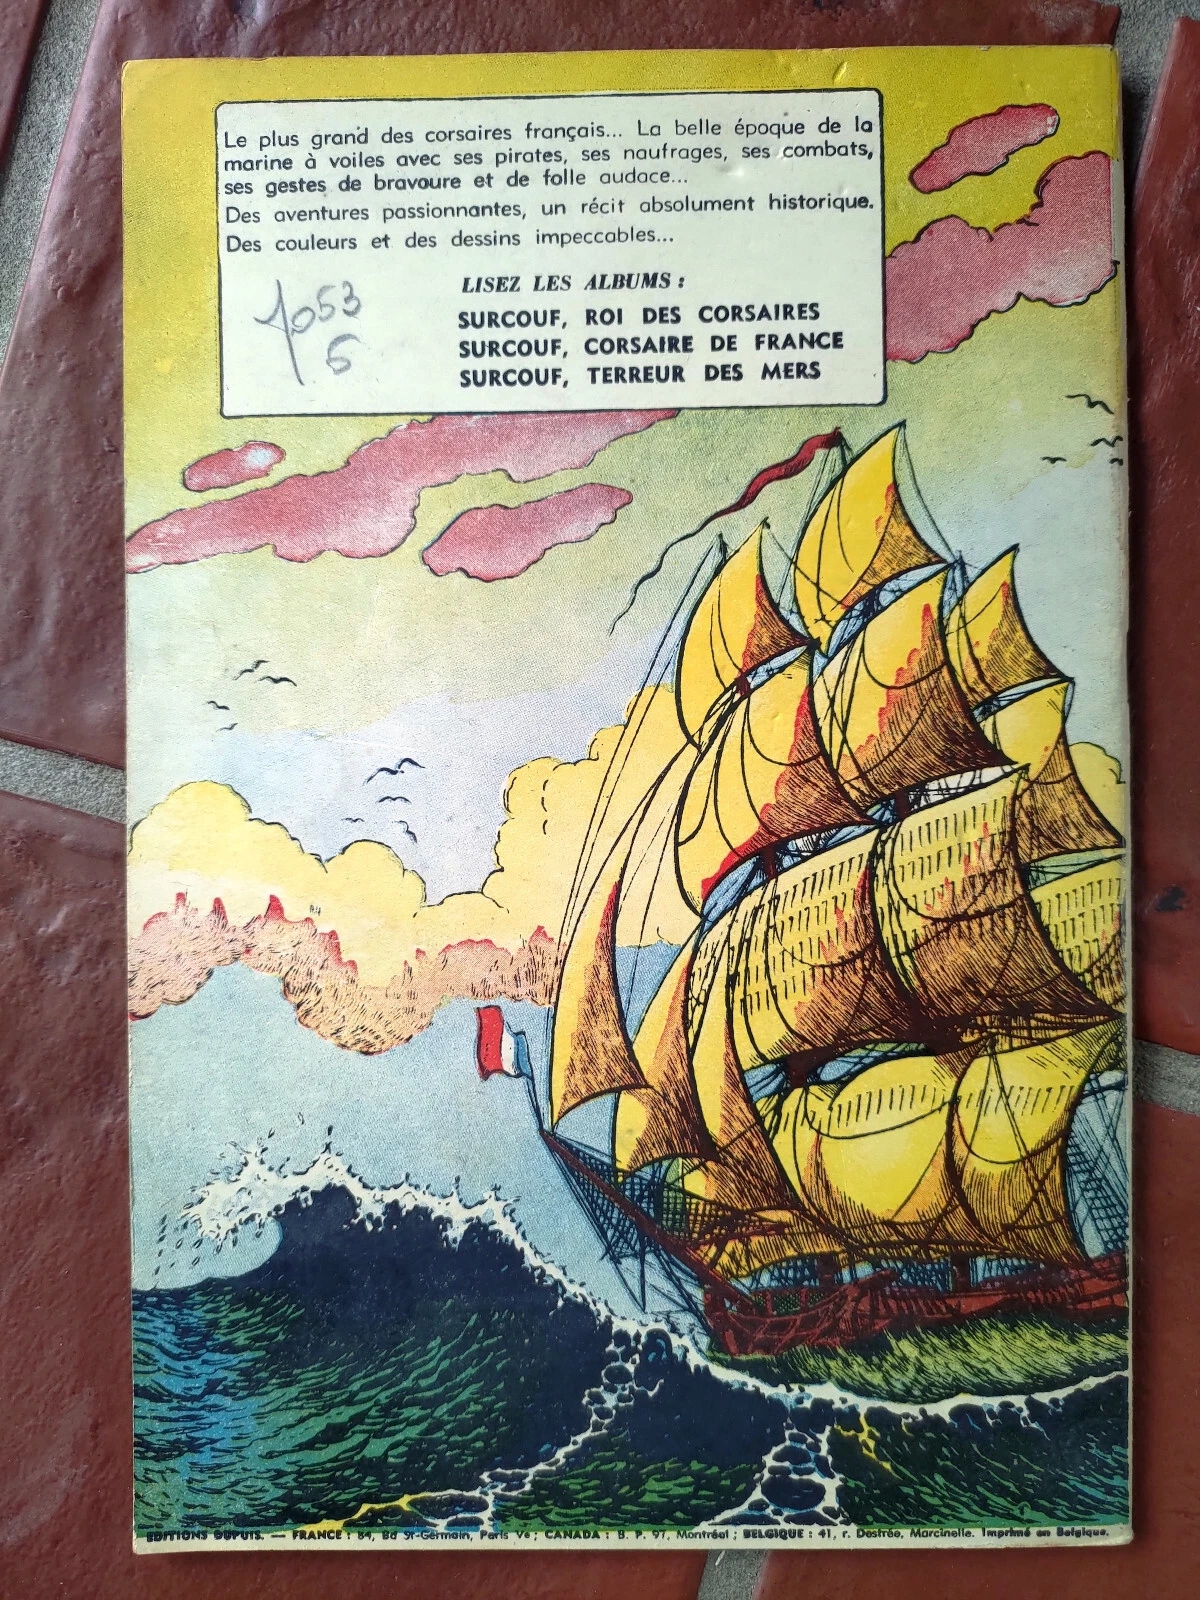 Le plus grand des corsaires français... La belle époque de la
marine à voiles avec ses pirates, ses naufrages, ses combats,
ses gestes de bravoure et de folle audace...
Des aventures passionnantes, un récit absolument historique.
Des couleurs et des dessins impeccables...
LISEZ LES ALBUMS :
SURCOUF, ROI DES CORSAIRES
SURCOUF, CORSAIRE DE FRANCE
SURCOUF, TERREUR DES MERS
1053
6
EDITIONS DUPUIS. — FRANCE : 84, Bd St-Germain, Paris Ve ; CANADA : B. P. 97, Montréal ; BELGIQUE : 41, r. Destrée, Marcinelle. Imprimé en Belgique.